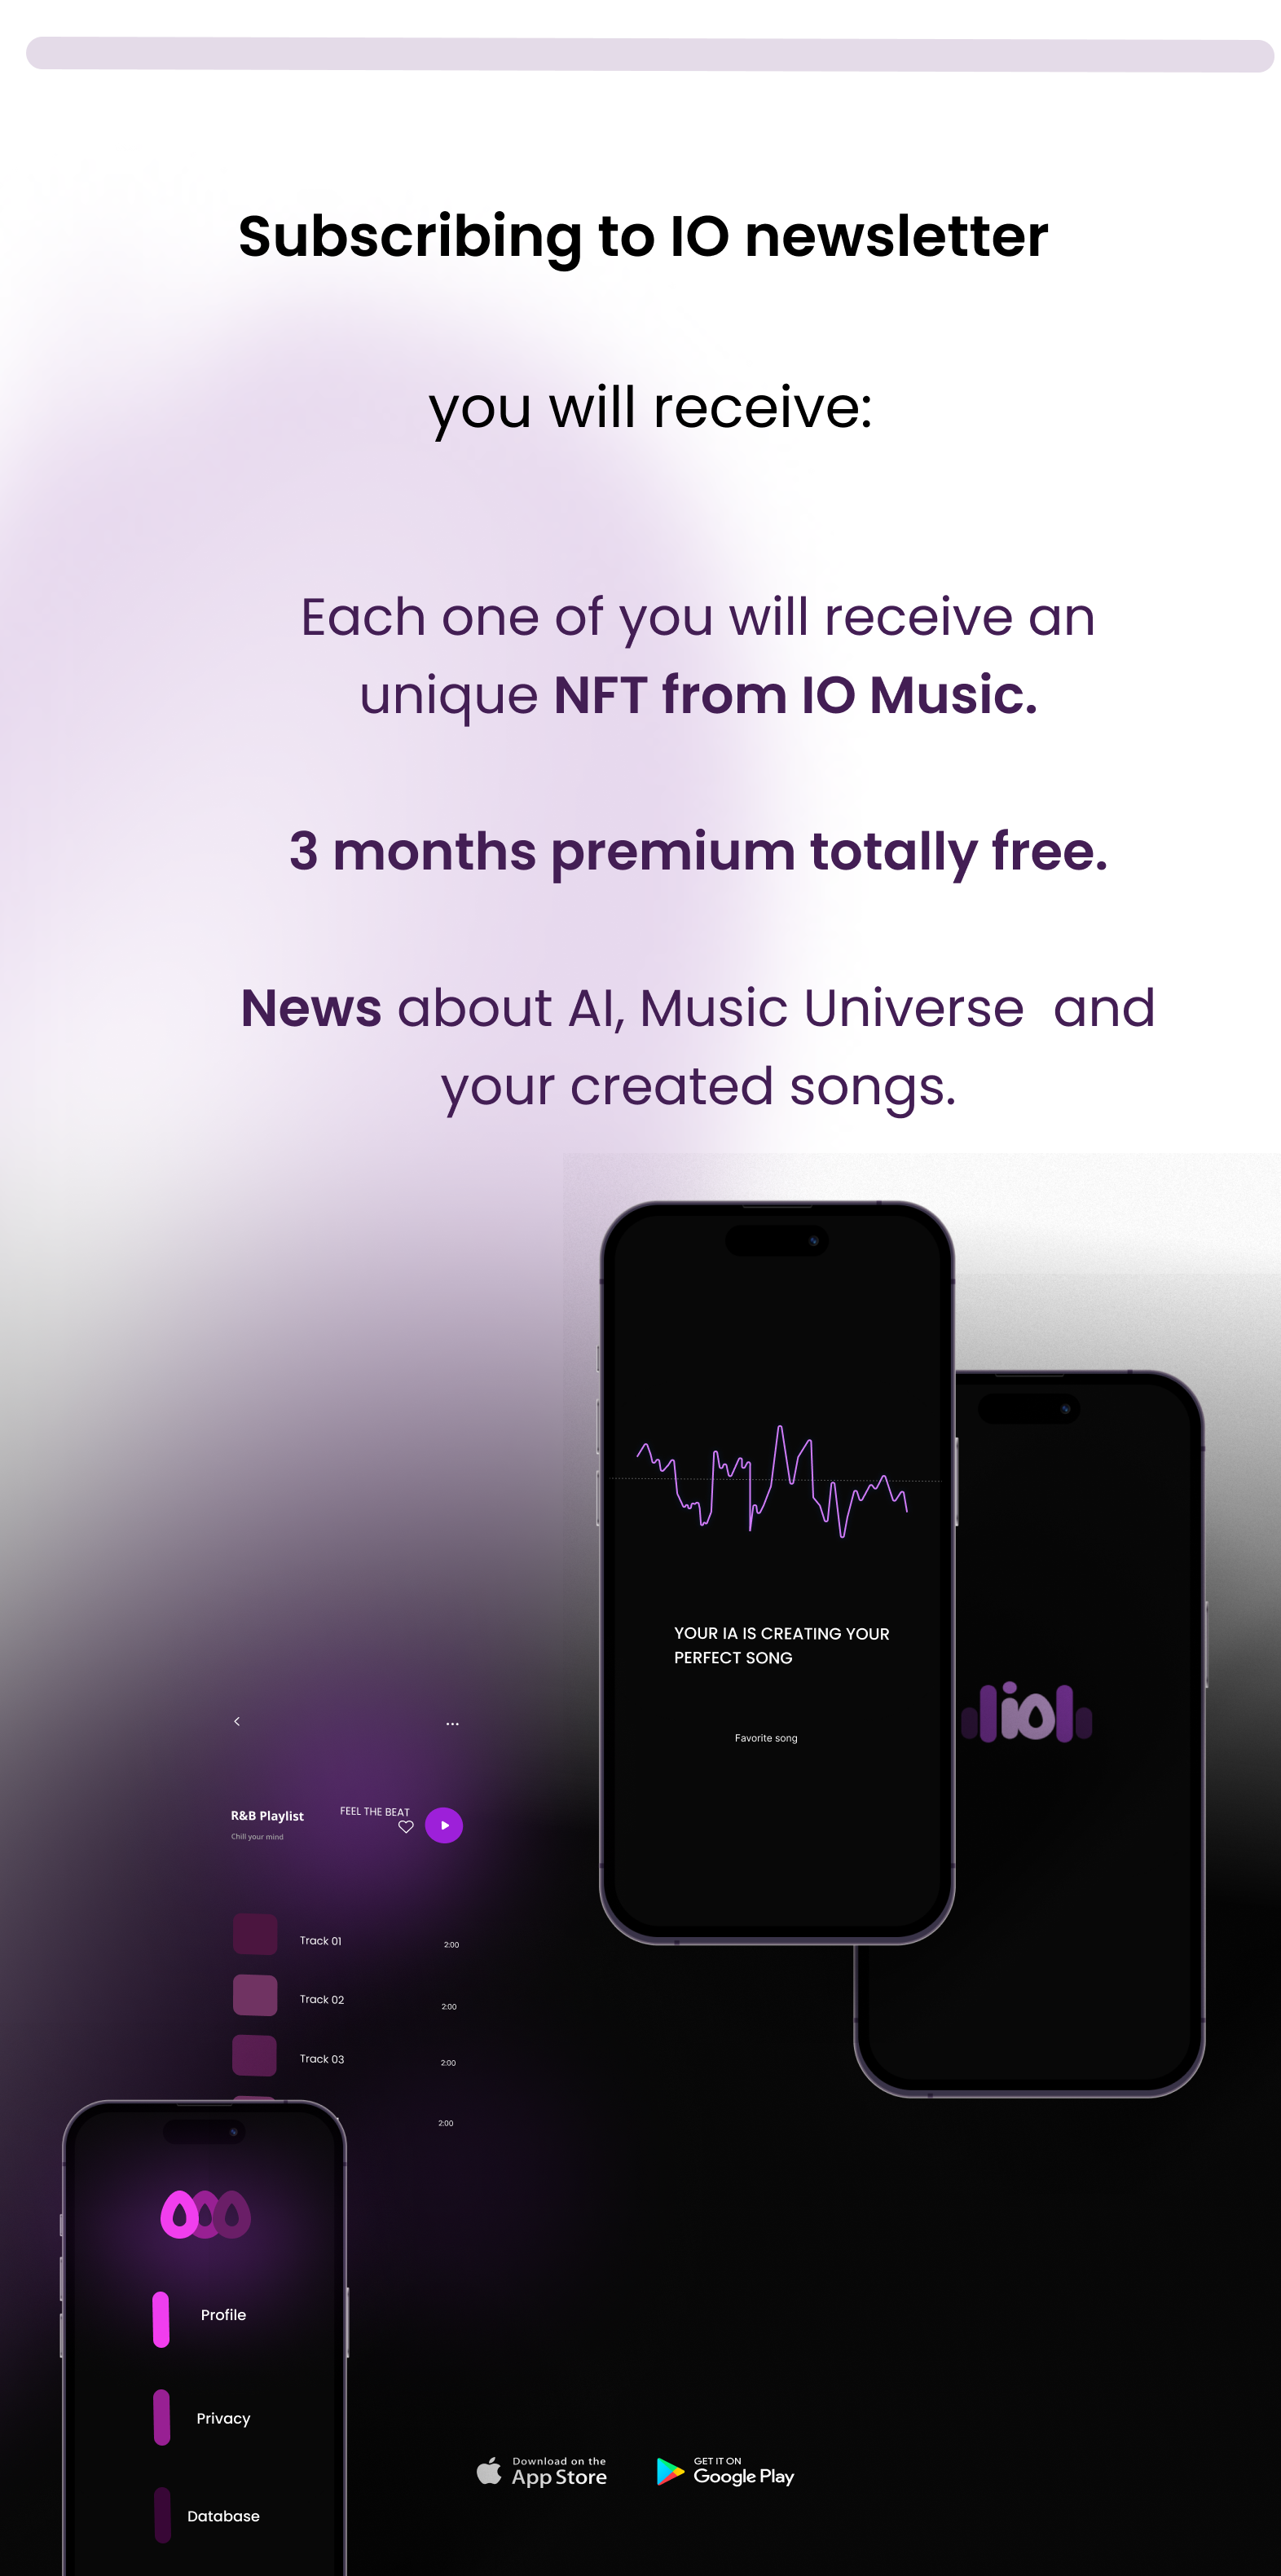 Subscribing to IO newsletter
you will receive:
Each one of you will receive an
unique NFT from IO Music.
3 months premium totally free.
News about AI, Music Universe and
your created songs.
YOUR IA IS CREATING YOUR
PERFECT SONG
Favorite song
io
R&B Playlist
Chill your mind
FEEL THE BEAT
Track 01
2:00
Track 02
2:00
Track 03
2:00
2:00
Profile
Privacy
Database
Download on the
App Store
GET IT ON
Google Play